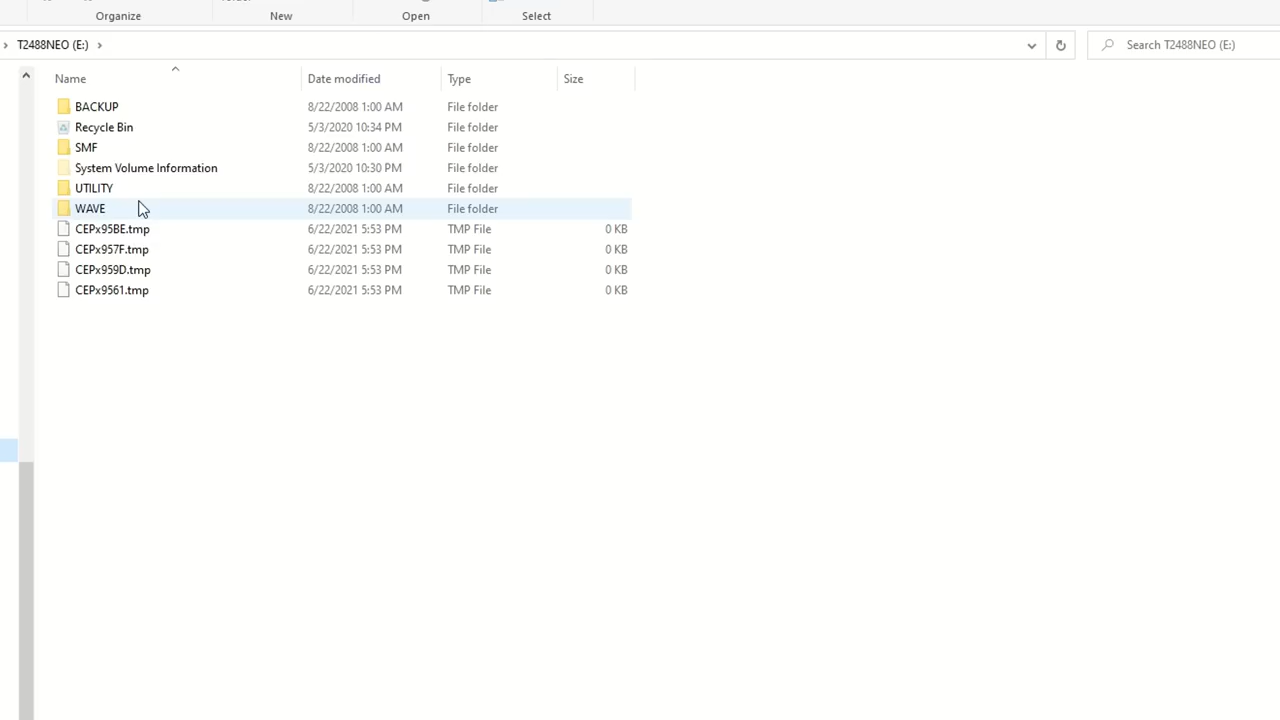 Organize New Open Select
T2488NEO (E:) Search T2488NEO (E:)
Name Date modified Type Size
BACKUP 8/22/2008 1:00 AM File folder
Recycle Bin 5/3/2020 10:34 PM File folder
SMF 8/22/2008 1:00 AM File folder
System Volume Information 5/3/2020 10:30 PM File folder
UTILITY 8/22/2008 1:00 AM File folder
WAVE 8/22/2008 1:00 AM File folder
CEPx95BE.tmp 6/22/2021 5:53 PM TMP File 0 KB
CEPx957F.tmp 6/22/2021 5:53 PM TMP File 0 KB
CEPx959D.tmp 6/22/2021 5:53 PM TMP File 0 KB
CEPx9561.tmp 6/22/2021 5:53 PM TMP File 0 KB